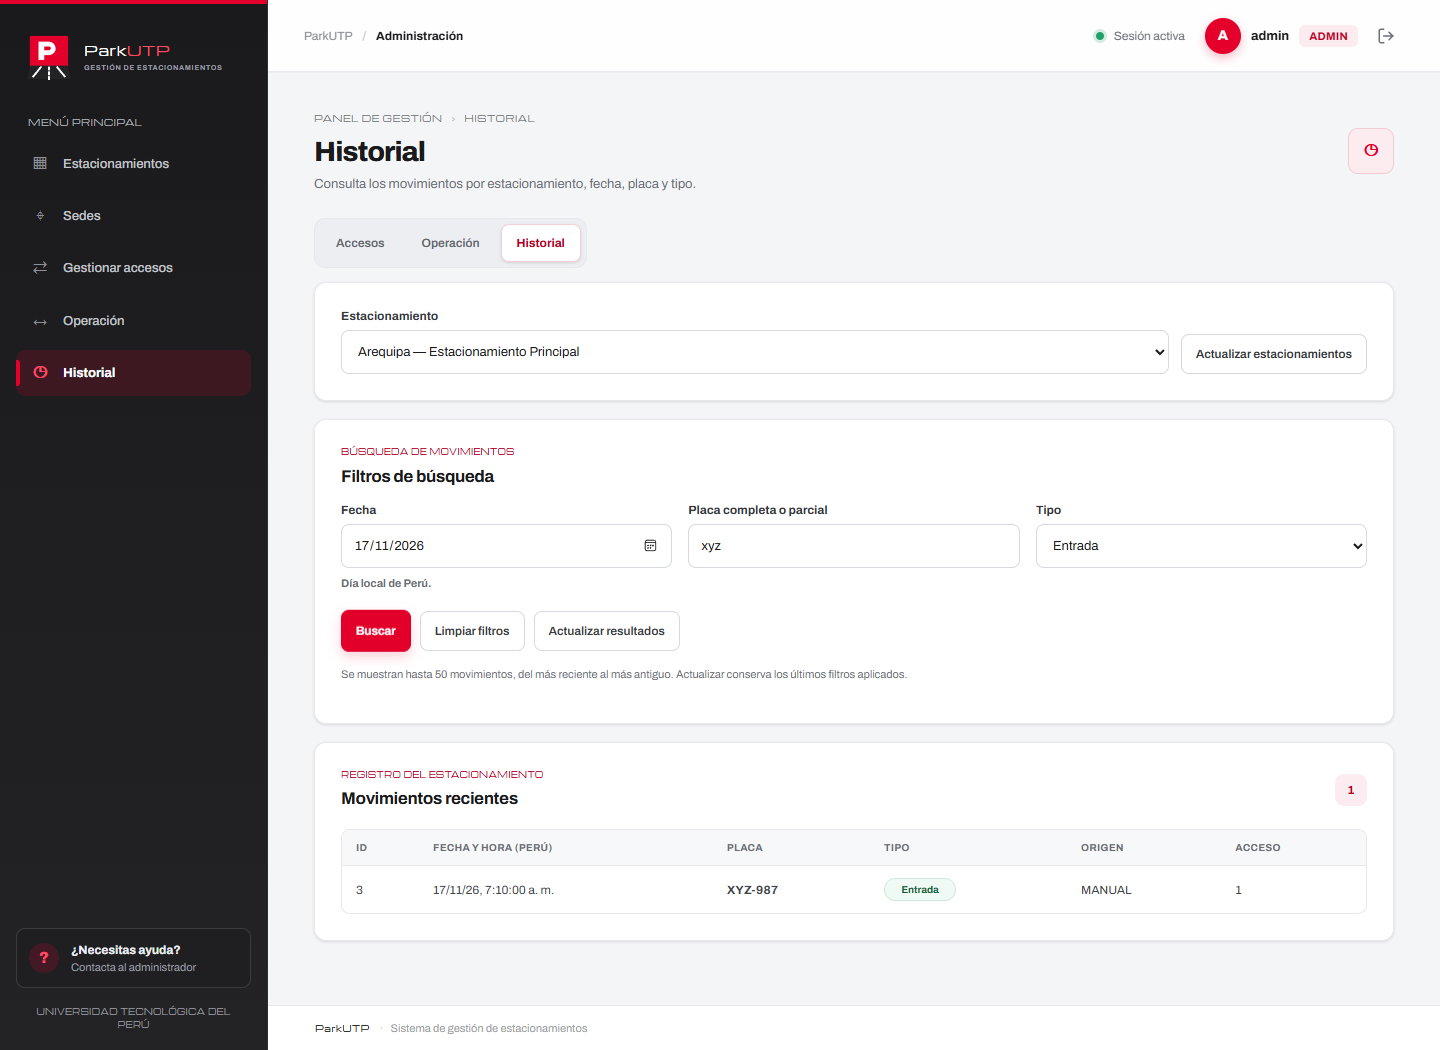 ParkUTP
GESTIÓN DE ESTACIONAMIENTOS
MENÚ PRINCIPAL
Estacionamientos
Sedes
Gestionar accesos
Operación
Historial
¿Necesitas ayuda?
Contacta al administrador
UNIVERSIDAD TECNOLÓGICA DEL
PERÚ
ParkUTP / Administración
Sesión activa
A admin ADMIN
PANEL DE GESTIÓN › HISTORIAL
Historial
Consulta los movimientos por estacionamiento, fecha, placa y tipo.
Accesos Operación Historial
Estacionamiento
Arequipa — Estacionamiento Principal
Actualizar estacionamientos
BÚSQUEDA DE MOVIMIENTOS
Filtros de búsqueda
Fecha Placa completa o parcial Tipo
17/11/2026 xyz Entrada
Día local de Perú.
Buscar Limpiar filtros Actualizar resultados
Se muestran hasta 50 movimientos, del más reciente al más antiguo. Actualizar conserva los últimos filtros aplicados.
REGISTRO DEL ESTACIONAMIENTO
Movimientos recientes
1
ID FECHA Y HORA (PERÚ) PLACA TIPO ORIGEN ACCESO
3 17/11/26, 7:10:00 a. m. XYZ-987 Entrada MANUAL 1
ParkUTP · Sistema de gestión de estacionamientos